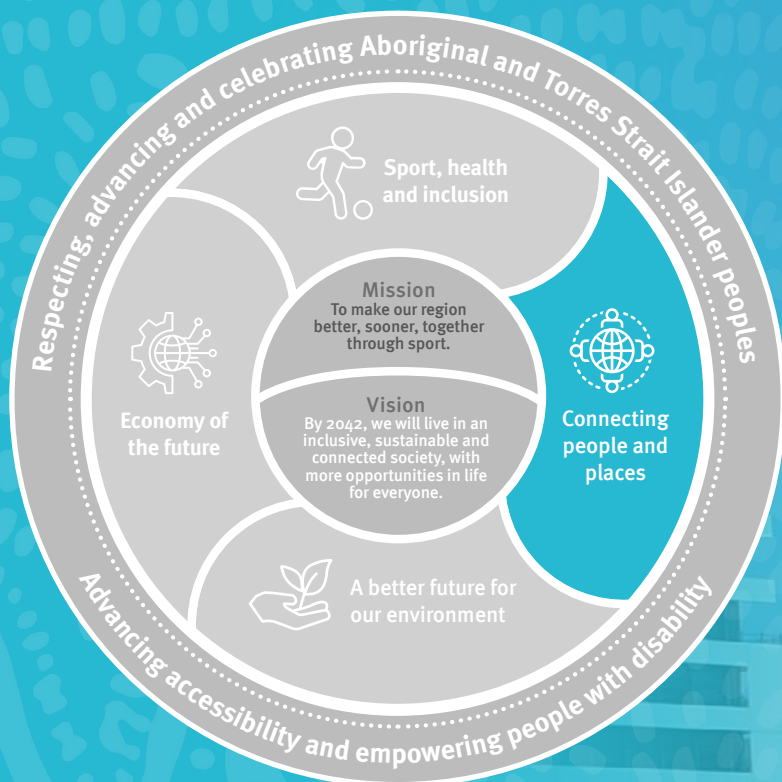 Respecting, advancing and celebrating Aboriginal and Torres Strait Islander peoples
Sport, health
and inclusion
Mission
To make our region
better, sooner, together
through sport.
Vision
By 2042, we will live in an
inclusive, sustainable and
connected society, with
more opportunities in life
for everyone.
Economy of
the future
Connecting
people and
places
A better future for
our environment
Advancing accessibility and empowering people with disability